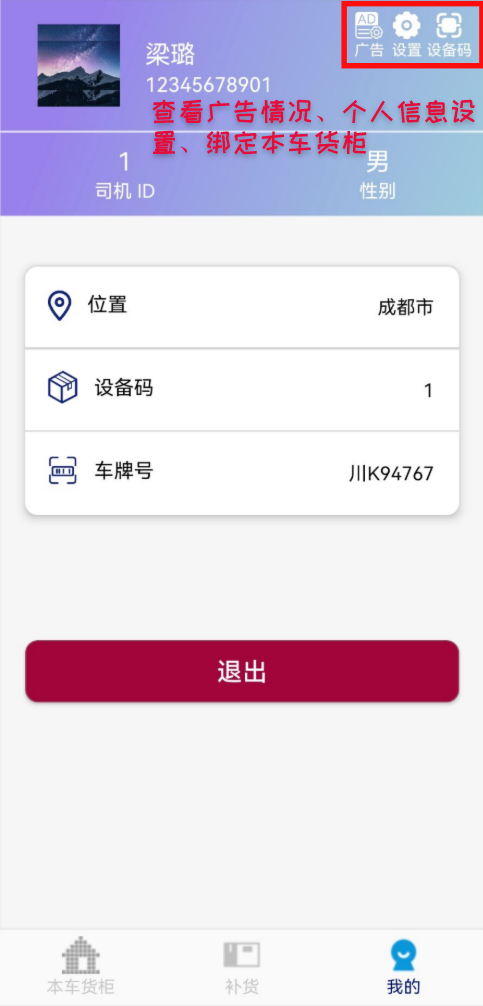 AD
广告 设置 设备码
梁璐
12345678901
查看广告情况、个人信息设
置、绑定本车货柜
1 男
司机 ID 性别
位置 成都市
设备码 1
车牌号 川K94767
退出
本车货柜 补货 我的